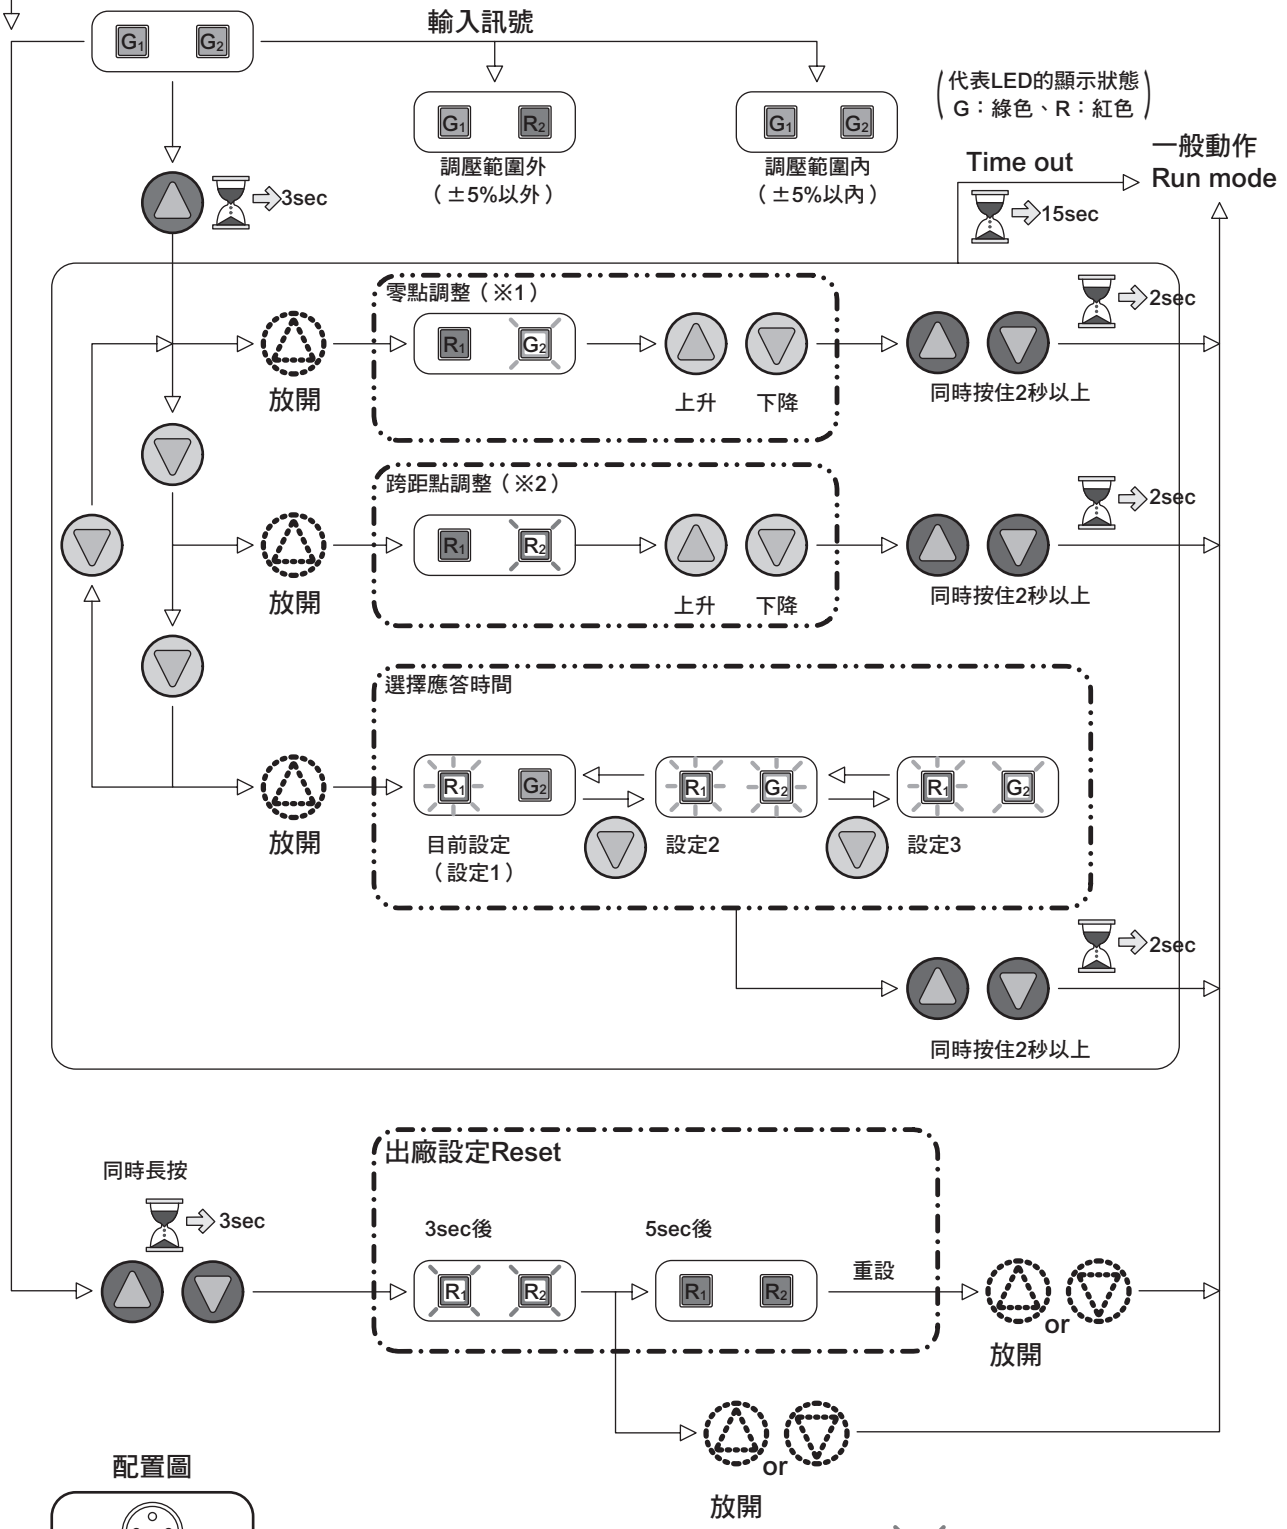 G1 G2
輸入訊號
G1 R2
調壓範圍外
(±5%以外)
G1 G2
調壓範圍內
(±5%以內)
代表LED的顯示狀態
G:綠色、R:紅色
Time out
15sec
一般動作
Run mode
3sec
放開
零點調整(※1)
R1 G2
上升 下降
2sec
同時按住2秒以上
放開
跨距點調整(※2)
R1 R2
上升 下降
2sec
同時按住2秒以上
放開
選擇應答時間
R1 G2
目前設定
(設定1)
R1 G2
設定2
R1 G2
設定3
2sec
同時按住2秒以上
同時長按
3sec
出廠設定Reset
3sec後
R1 R2
5sec後
R1 R2
重設
or
放開
or
放開
配置圖